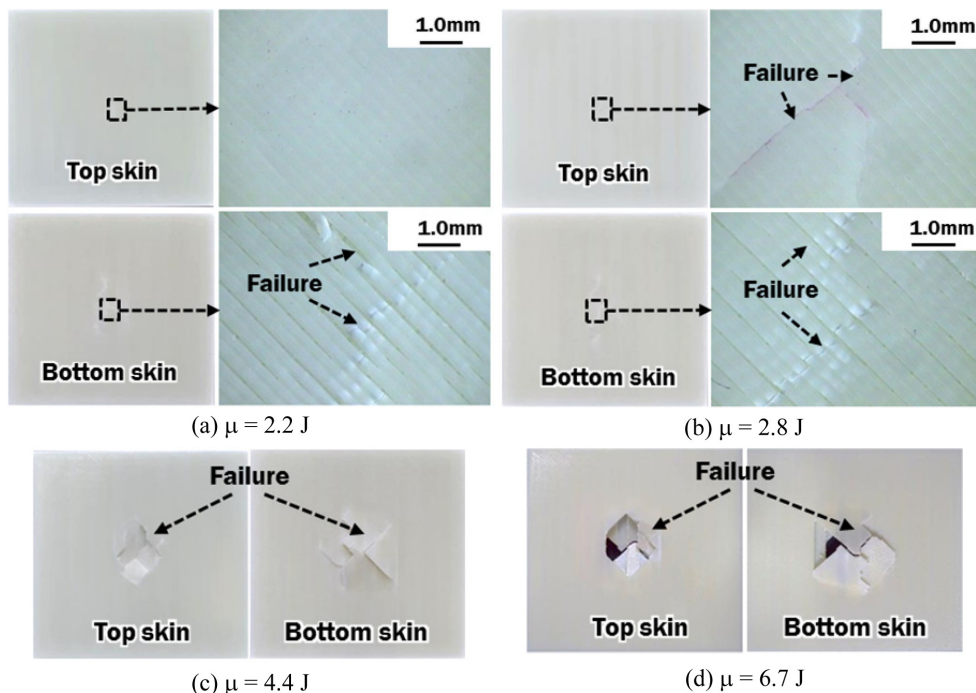 1.0mm
Top skin
1.0mm
Failure
Bottom skin
(a) μ = 2.2 J
1.0mm
Failure
Top skin
1.0mm
Failure
Bottom skin
(b) μ = 2.8 J
Failure
Top skin
Bottom skin
(c) μ = 4.4 J
Failure
Top skin
Bottom skin
(d) μ = 6.7 J